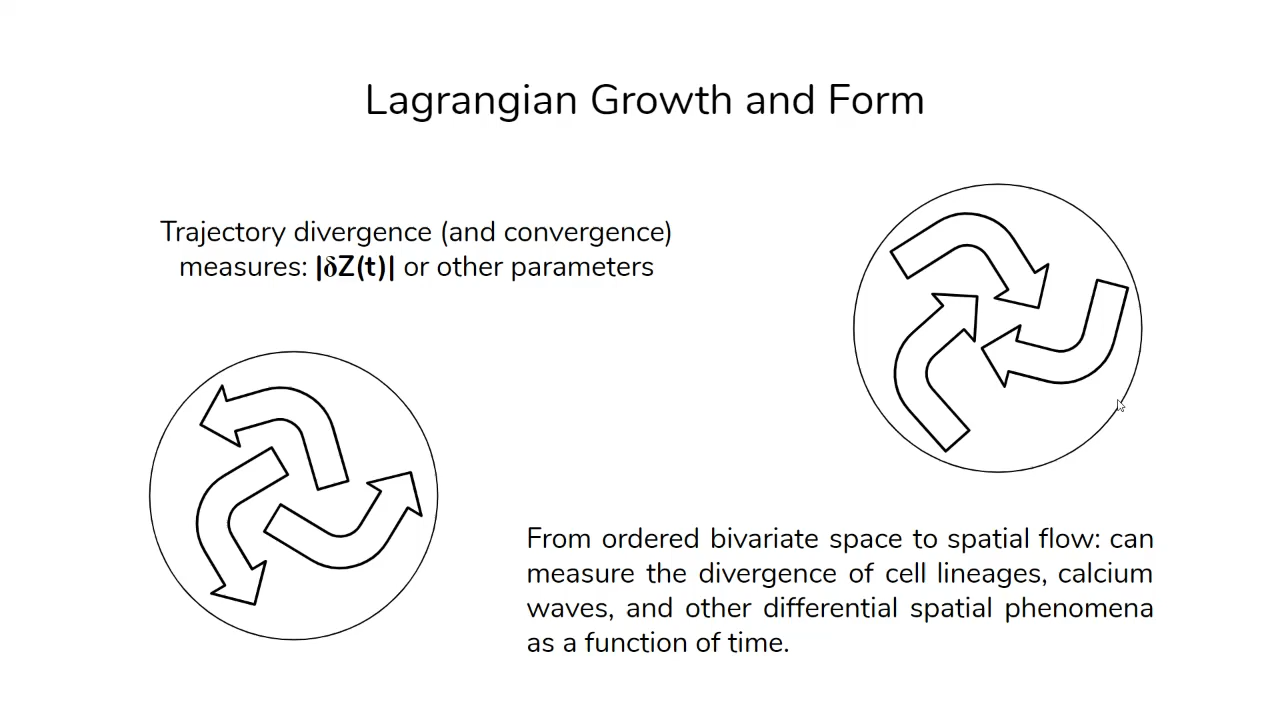 Lagrangian Growth and Form
Trajectory divergence (and convergence)
measures: |δZ(t)| or other parameters
From ordered bivariate space to spatial flow: can
measure the divergence of cell lineages, calcium
waves, and other differential spatial phenomena
as a function of time.